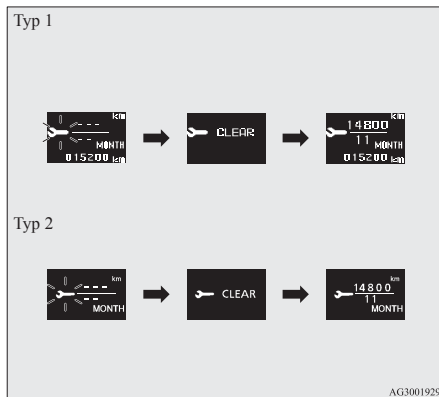 Typ 1
km
---
MONTH
015200 km
CLEAR
km
14800
11 MONTH
015200 km
Typ 2
km
---
--
MONTH
CLEAR
km
14800
11
MONTH
AG3001929